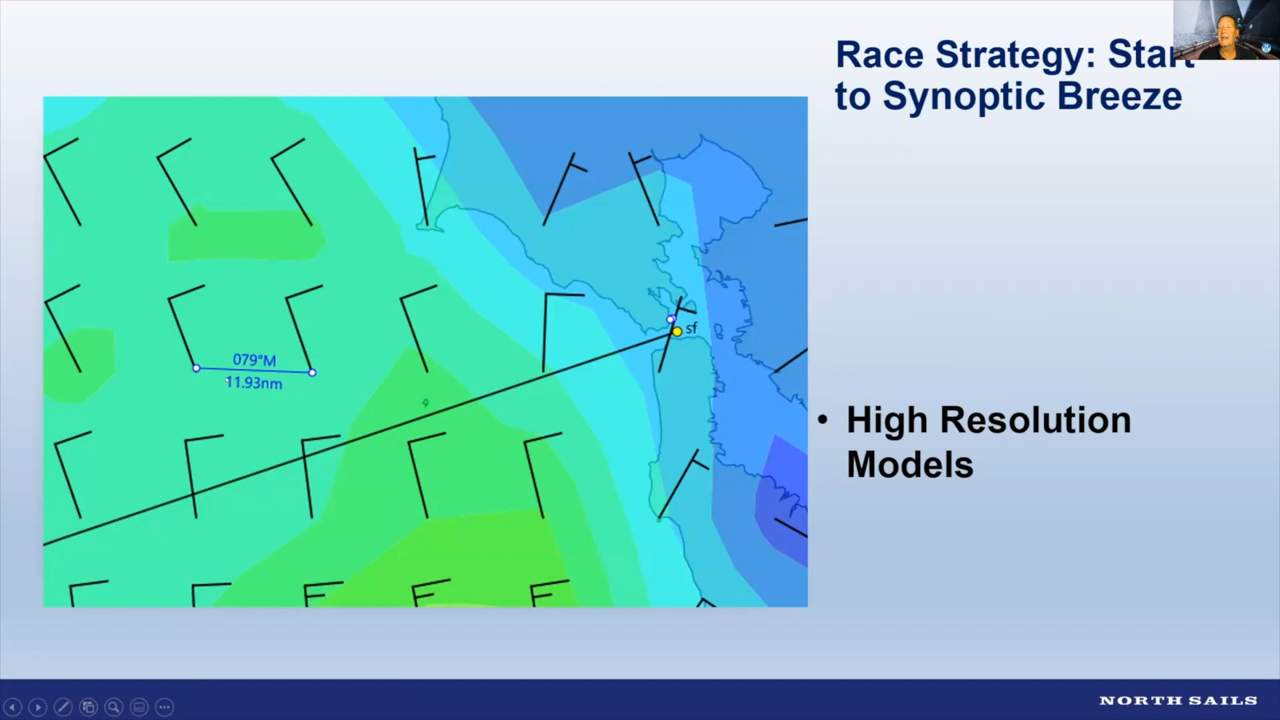 Race Strategy: Start
to Synoptic Breeze
sf
079°M
11.93nm
• High Resolution
Models
NORTH SAILS